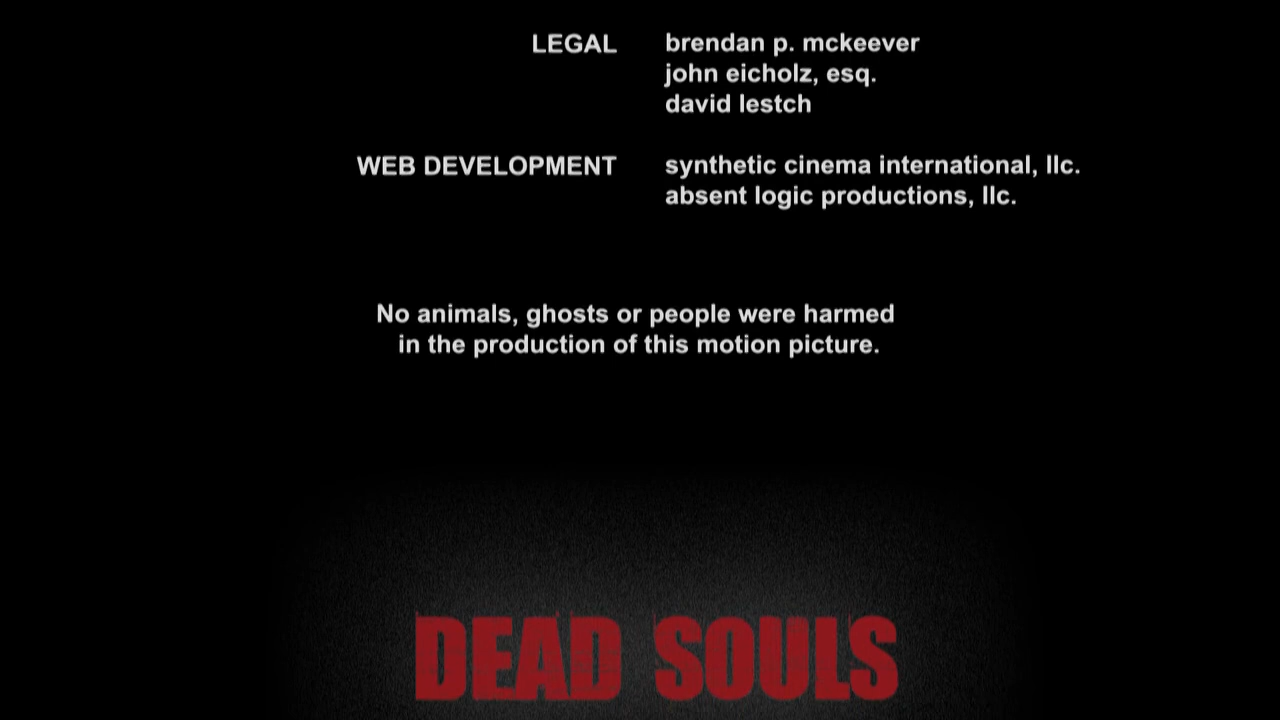 LEGAL brendan p. mckeever
john eicholz, esq.
david lestch
WEB DEVELOPMENT synthetic cinema international, llc.
absent logic productions, llc.
No animals, ghosts or people were harmed
in the production of this motion picture.
DEAD SOULS